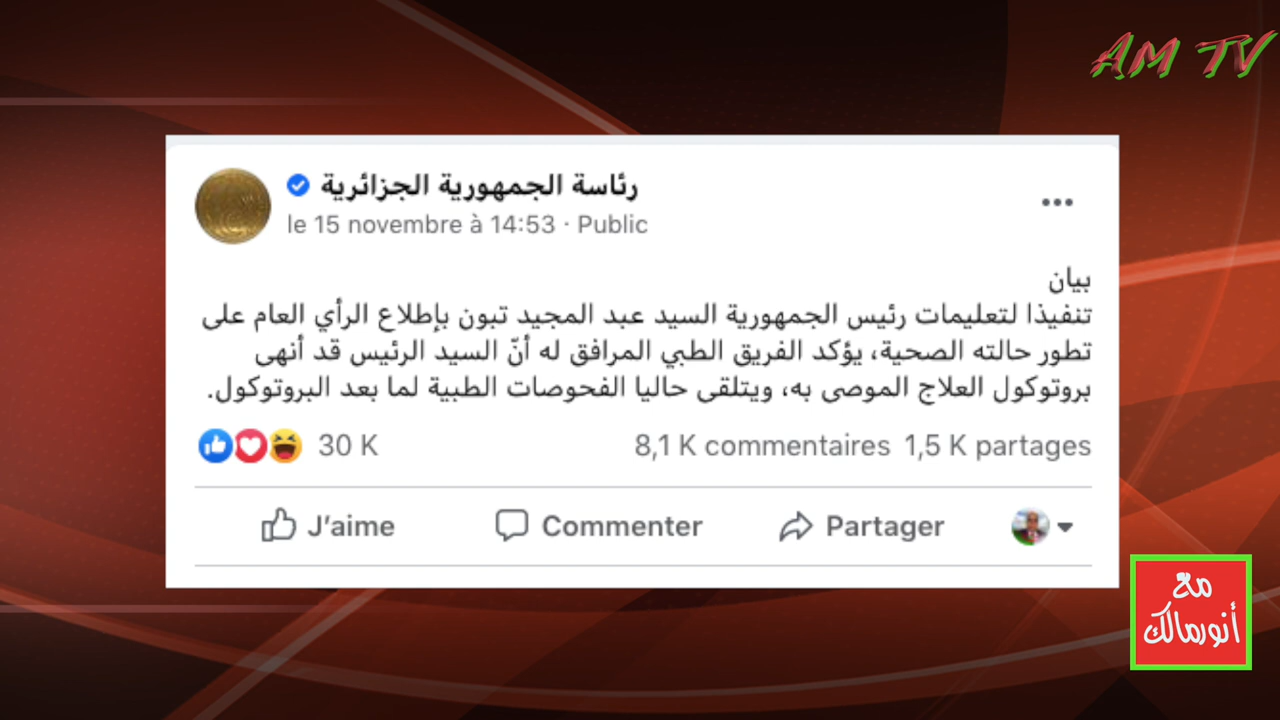 AM TV
رئاسة الجمهورية الجزائرية
le 15 novembre à 14:53 · Public
بيان
تنفيذا لتعليمات رئيس الجمهورية السيد عبد المجيد تبون بإطلاع الرأي العام على
تطور حالته الصحية، يؤكد الفريق الطبي المرافق له أنّ السيد الرئيس قد أنهى
بروتوكول العلاج الموصى به، ويتلقى حاليا الفحوصات الطبية لما بعد البروتوكول.
30 K 8,1 K commentaires 1,5 K partages
J’aime Commenter Partager
مع
أنورمالك